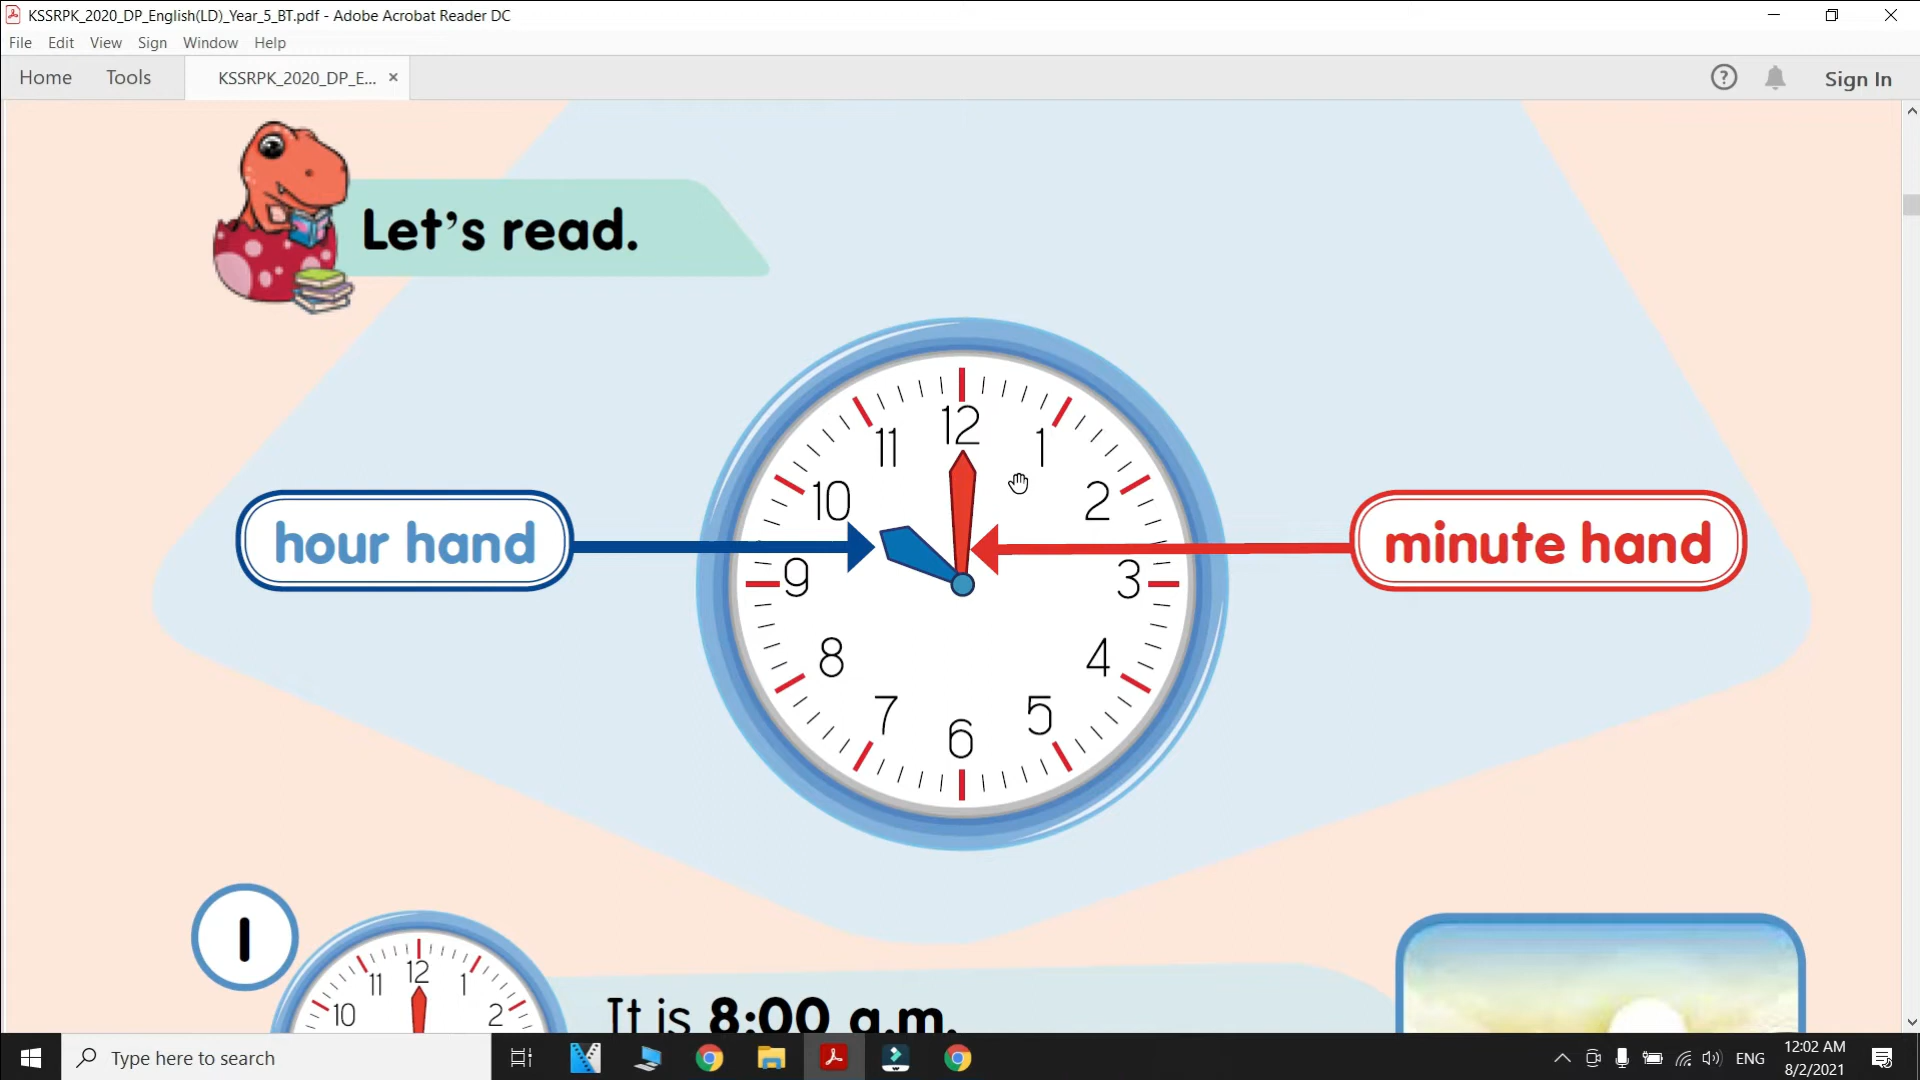 KSSRPK_2020_DP_English(LD)_Year_5_BT.pdf - Adobe Acrobat Reader DC
File Edit View Sign Window Help
Home Tools KSSRPK_2020_DP_E... × ? Sign In
Let's read.
12
11 1
10 2
hour hand
minute hand
9 3
8 4
7 5
6
1
12
11 1
10 2
It is 8:00 a.m.
Type here to search
ENG
12:02 AM
8/2/2021